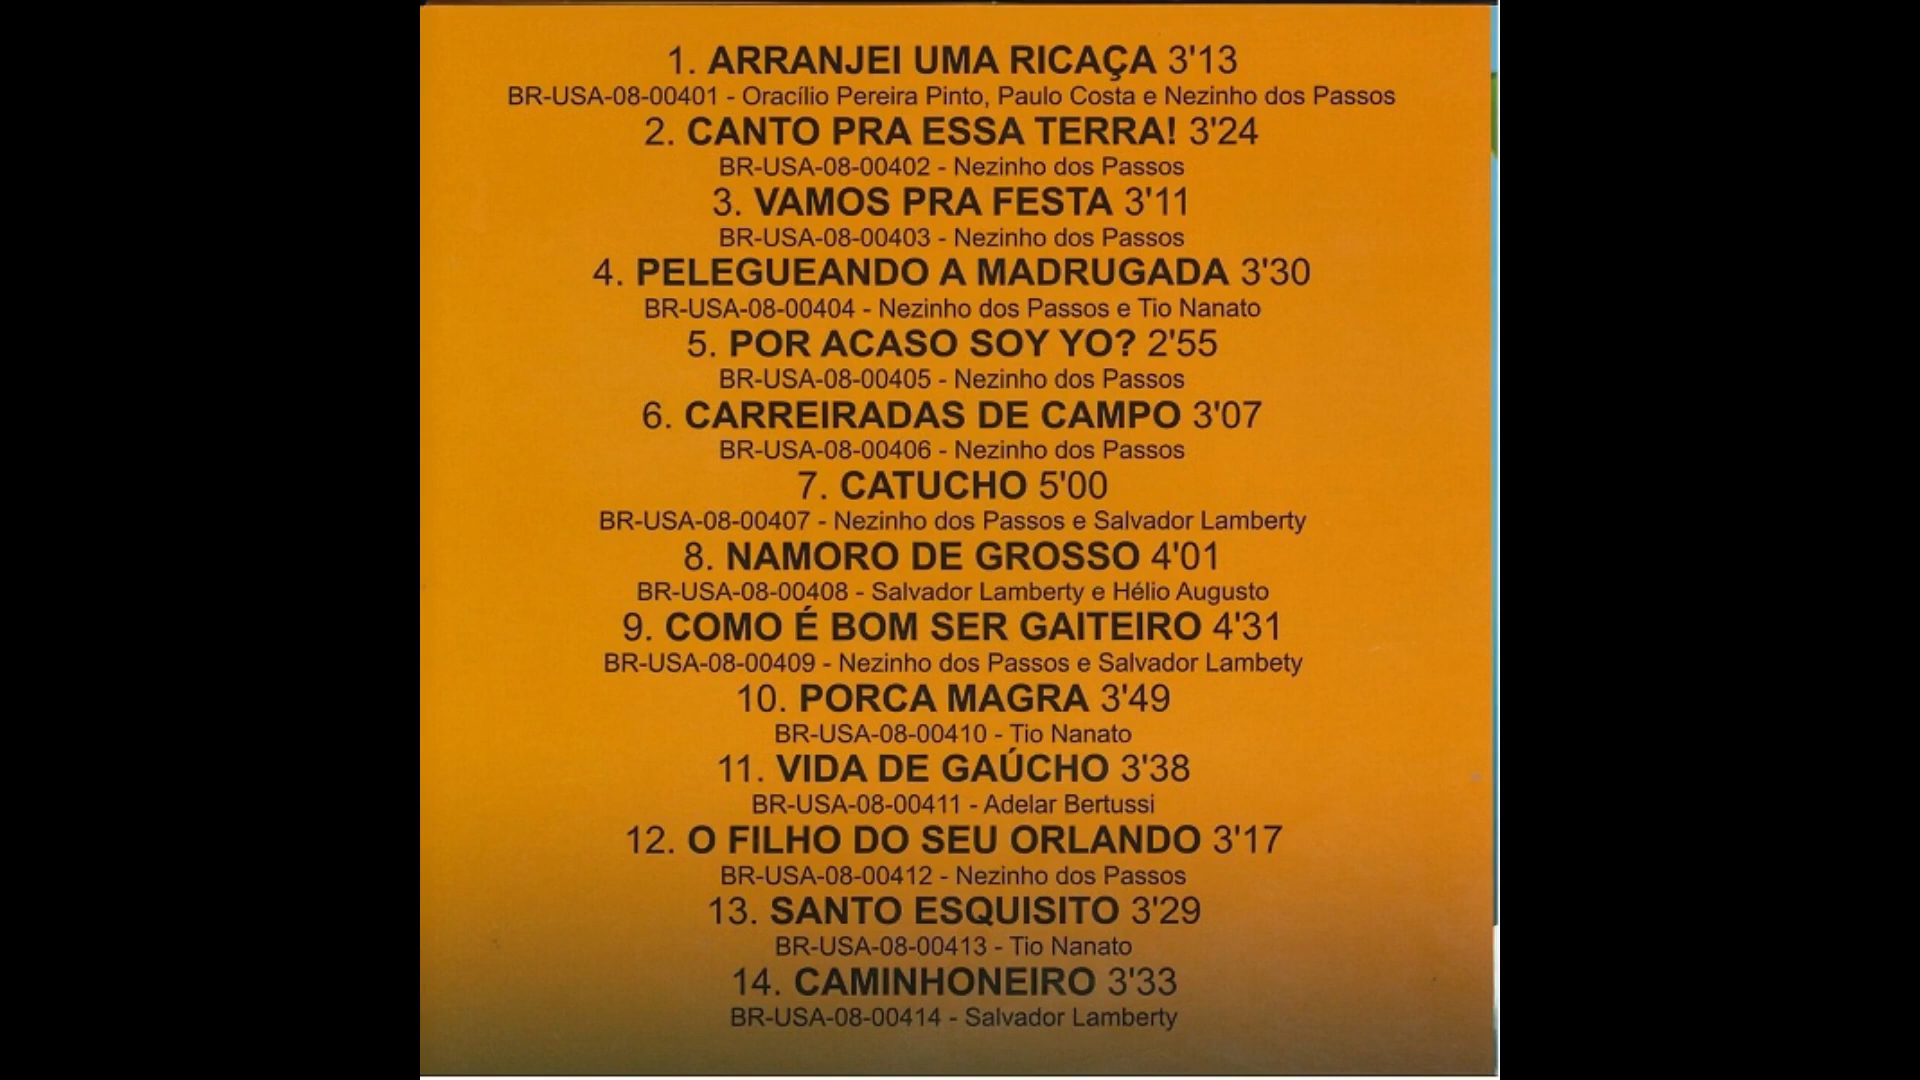 1. ARRANJEI UMA RICAÇA 3'13
BR-USA-08-00401 - Oracílio Pereira Pinto, Paulo Costa e Nezinho dos Passos
2. CANTO PRA ESSA TERRA! 3'24
BR-USA-08-00402 - Nezinho dos Passos
3. VAMOS PRA FESTA 3'11
BR-USA-08-00403 - Nezinho dos Passos
4. PELEGUEANDO A MADRUGADA 3'30
BR-USA-08-00404 - Nezinho dos Passos e Tio Nanato
5. POR ACASO SOY YO? 2'55
BR-USA-08-00405 - Nezinho dos Passos
6. CARREIRADAS DE CAMPO 3'07
BR-USA-08-00406 - Nezinho dos Passos
7. CATUCHO 5'00
BR-USA-08-00407 - Nezinho dos Passos e Salvador Lamberty
8. NAMORO DE GROSSO 4'01
BR-USA-08-00408 - Salvador Lamberty e Hélio Augusto
9. COMO É BOM SER GAITEIRO 4'31
BR-USA-08-00409 - Nezinho dos Passos e Salvador Lambety
10. PORCA MAGRA 3'49
BR-USA-08-00410 - Tio Nanato
11. VIDA DE GAÚCHO 3'38
BR-USA-08-00411 - Adelar Bertussi
12. O FILHO DO SEU ORLANDO 3'17
BR-USA-08-00412 - Nezinho dos Passos
13. SANTO ESQUISITO 3'29
BR-USA-08-00413 - Tio Nanato
14. CAMINHONEIRO 3'33
BR-USA-08-00414 - Salvador Lamberty